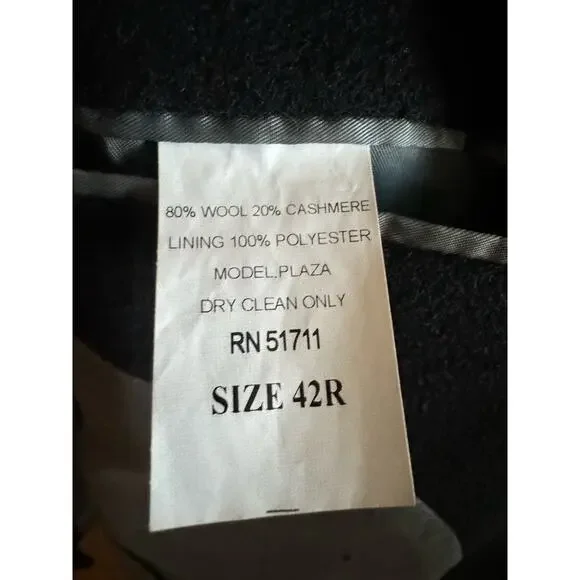 80% WOOL 20% CASHMERE
LINING 100% POLYESTER
MODEL.PLAZA
DRY CLEAN ONLY
RN 51711
SIZE 42R